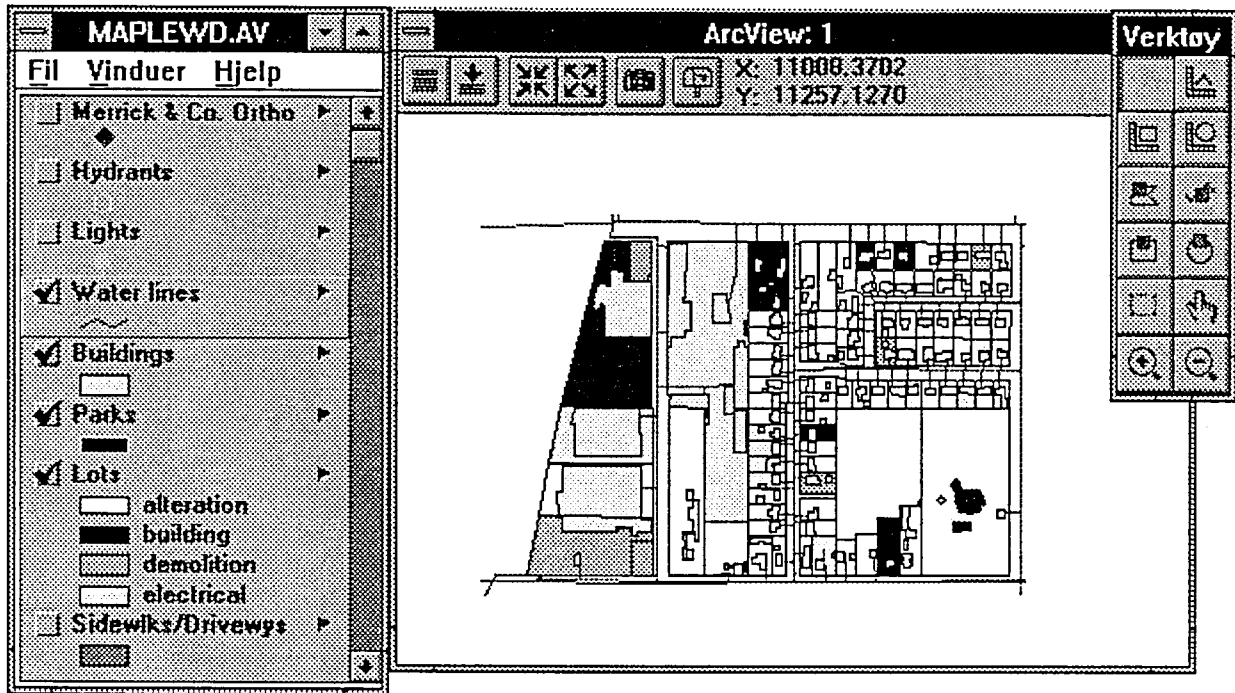 MAPLEWD.AV
Fil Vinduer Hjelp
Merrick & Co. Ortho
Hydrants
Lights
Water lines
Buildings
Parks
Lots
alteration
building
demolition
electrical
Sidewlks/Drivewys
ArcView: 1
X: 11008,3702
Y: 11257,1270
Verktøy